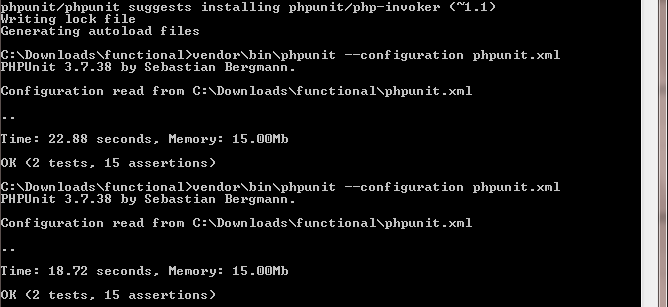 phpunit/phpunit suggests installing phpunit/php-invoker (~1.1)
Writing lock file
Generating autoload files
C:\Downloads\functional>vendor\bin\phpunit --configuration phpunit.xml
PHPUnit 3.7.38 by Sebastian Bergmann.
Configuration read from C:\Downloads\functional\phpunit.xml
..
Time: 22.88 seconds, Memory: 15.00Mb
OK (2 tests, 15 assertions)
C:\Downloads\functional>vendor\bin\phpunit --configuration phpunit.xml
PHPUnit 3.7.38 by Sebastian Bergmann.
Configuration read from C:\Downloads\functional\phpunit.xml
..
Time: 18.72 seconds, Memory: 15.00Mb
OK (2 tests, 15 assertions)